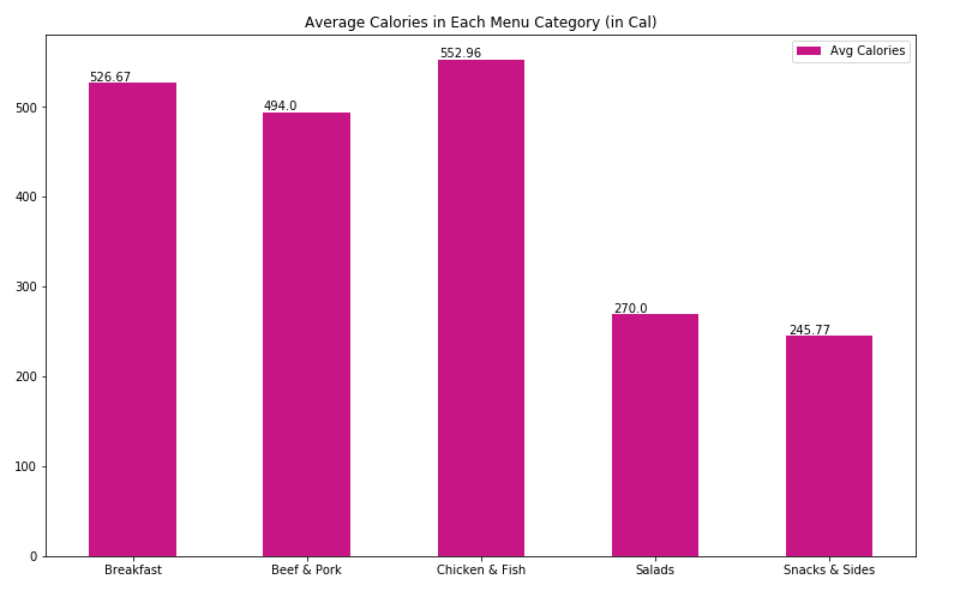 Average Calories in Each Menu Category (in Cal)
Avg Calories
552.96
526.67
494.0
270.0
245.77
500
400
300
200
100
0
Breakfast
Beef & Pork
Chicken & Fish
Salads
Snacks & Sides